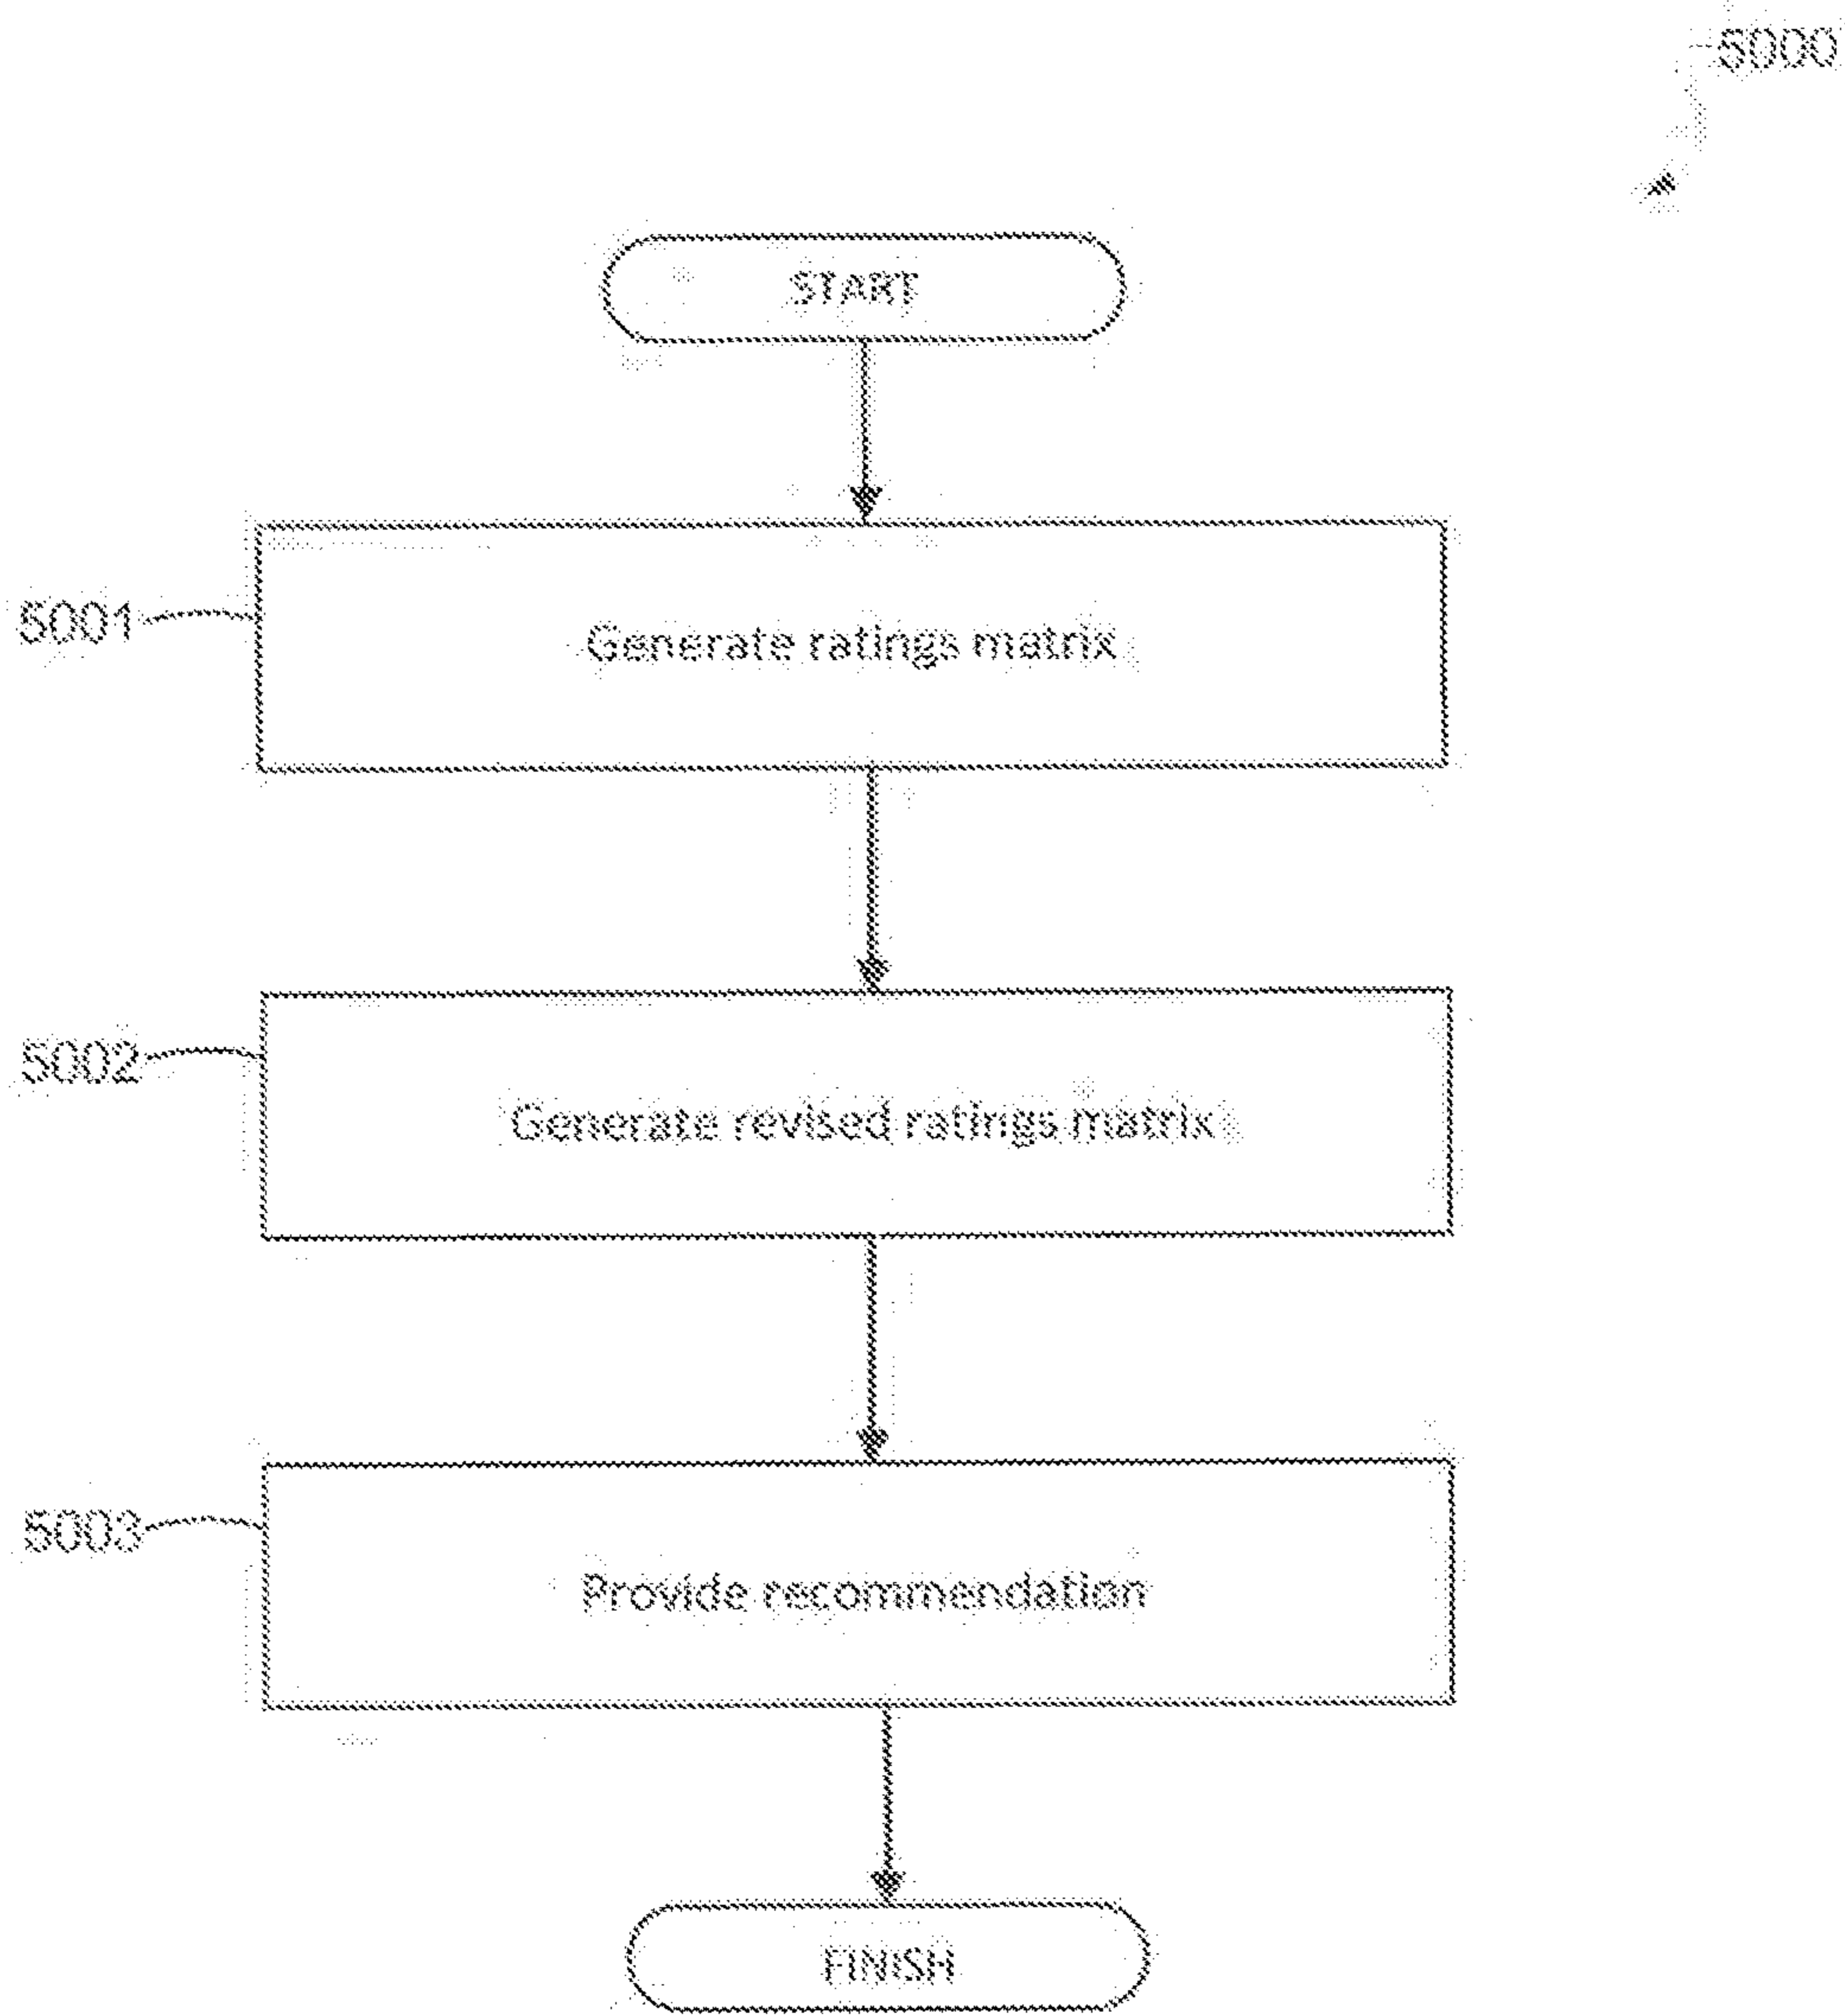 5000
START
5001
Generate ratings matrix
5002
Generate revised ratings matrix
5003
Provide recommendation
FINISH